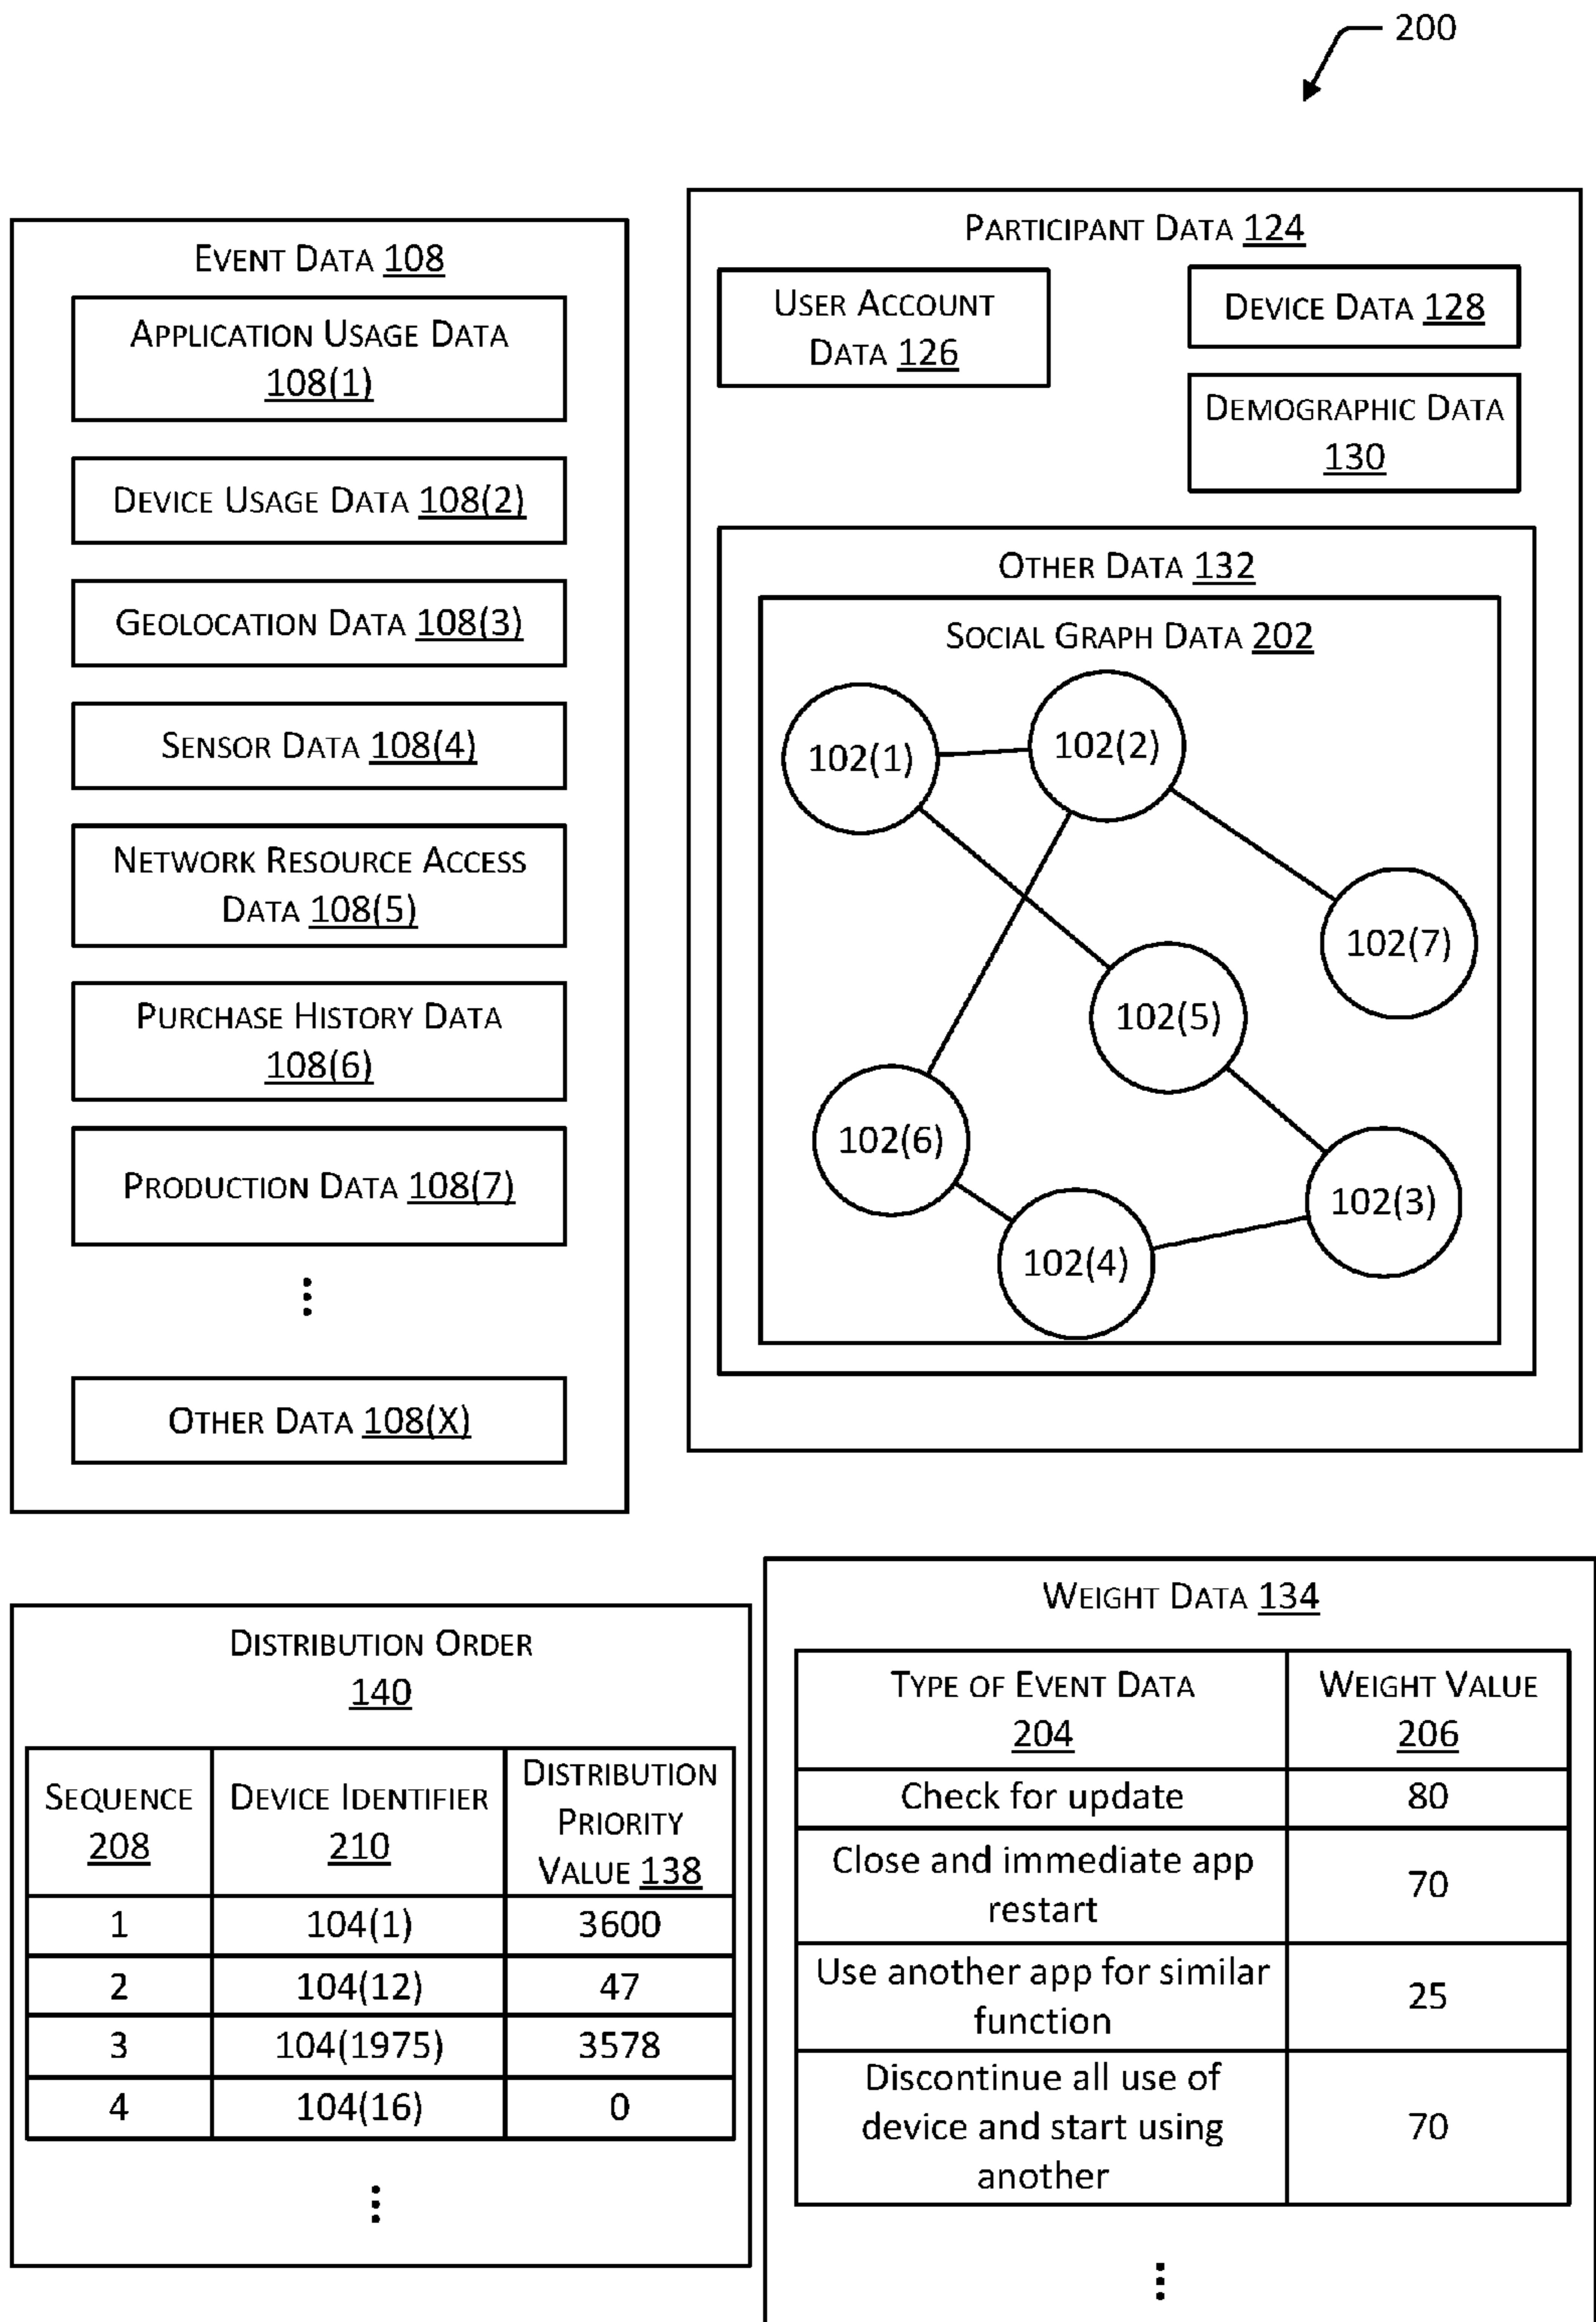 200
EVENT DATA 108
APPLICATION USAGE DATA
108(1)
DEVICE USAGE DATA 108(2)
GEOLOCATION DATA 108(3)
SENSOR DATA 108(4)
NETWORK RESOURCE ACCESS
DATA 108(5)
PURCHASE HISTORY DATA
108(6)
PRODUCTION DATA 108(7)
OTHER DATA 108(X)
PARTICIPANT DATA 124
USER ACCOUNT
DATA 126
DEVICE DATA 128
DEMOGRAPHIC DATA
130
OTHER DATA 132
SOCIAL GRAPH DATA 202
102(1)
102(2)
102(7)
102(5)
102(6)
102(3)
102(4)
DISTRIBUTION ORDER
140
SEQUENCE
208
DEVICE IDENTIFIER
210
DISTRIBUTION
PRIORITY
VALUE 138
1 104(1) 3600
2 104(12) 47
3 104(1975) 3578
4 104(16) 0
WEIGHT DATA 134
TYPE OF EVENT DATA
204
WEIGHT VALUE
206
Check for update 80
Close and immediate app
restart
70
Use another app for similar
function
25
Discontinue all use of
device and start using
another
70